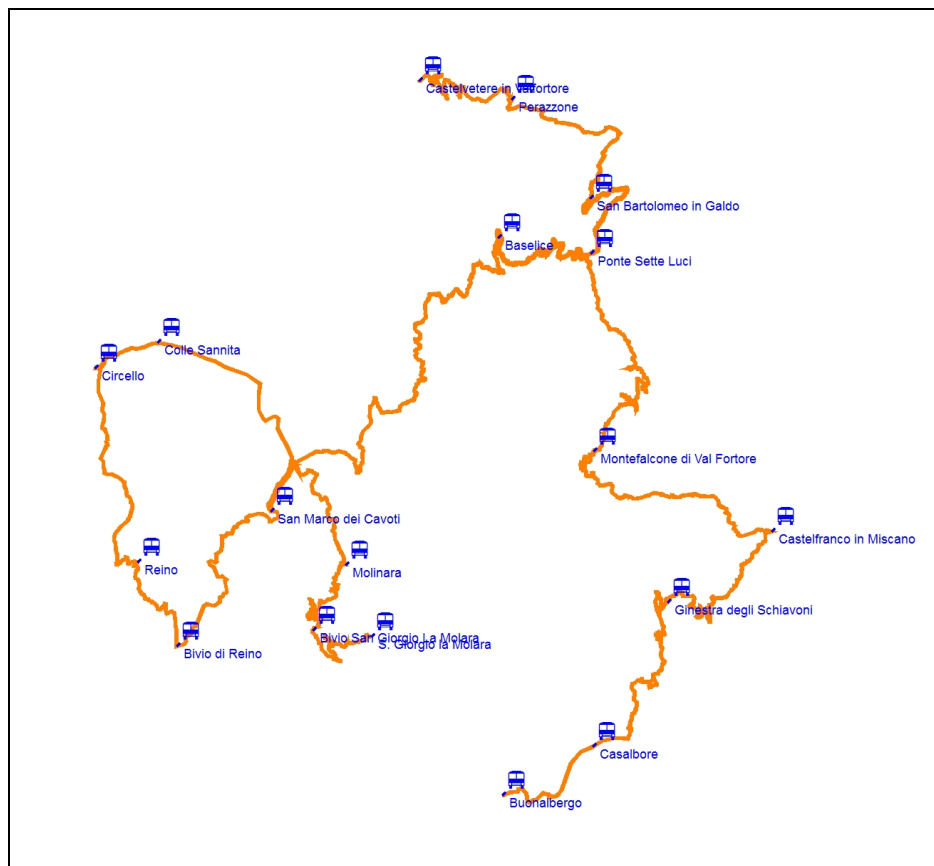 Castelvetere in Valfortore
Perazzone
San Bartolomeo in Galdo
Baselice
Ponte Sette Luci
Colle Sannita
Circello
Montefalcone di Val Fortore
San Marco dei Cavoti
Castelfranco in Miscano
Reino
Molinara
Ginestra degli Schiavoni
Bivio San Giorgio La Molara
S. Giorgio la Molara
Bivio di Reino
Casalbore
Buonalbergo